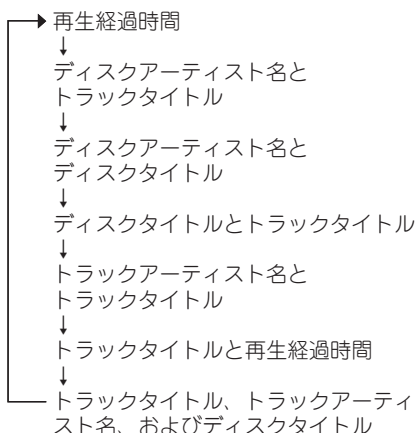 再生経過時間
↓
ディスクアーティスト名と
トラックタイトル
↓
ディスクアーティスト名と
ディスクタイトル
↓
ディスクタイトルとトラックタイトル
↓
トラックアーティスト名と
トラックタイトル
↓
トラックタイトルと再生経過時間
↓
トラックタイトル、トラックアーティ
スト名、およびディスクタイトル